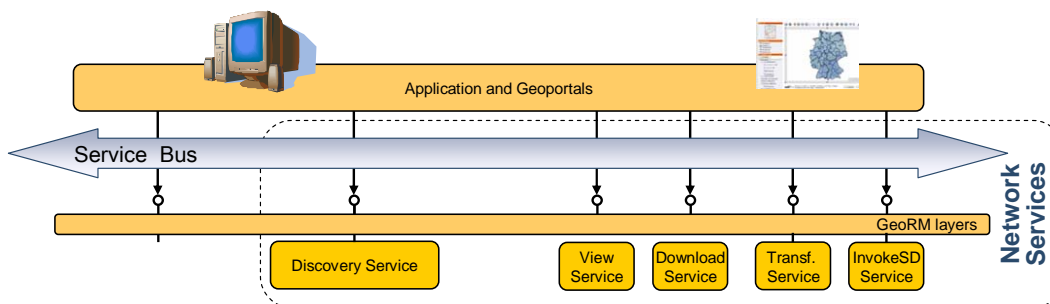 Application and Geoportals
Service Bus
Network
Services
GeoRM layers
Discovery Service
View
Service
Download
Service
Transf.
Service
InvokeSD
Service